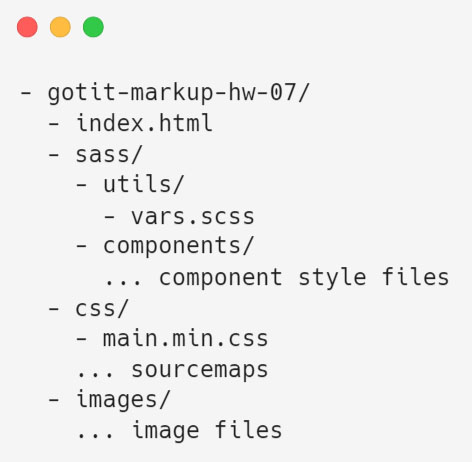 - gotit-markup-hw-07/
- index.html
- sass/
- utils/
- vars.scss
- components/
... component style files
- css/
- main.min.css
... sourcemaps
- images/
... image files